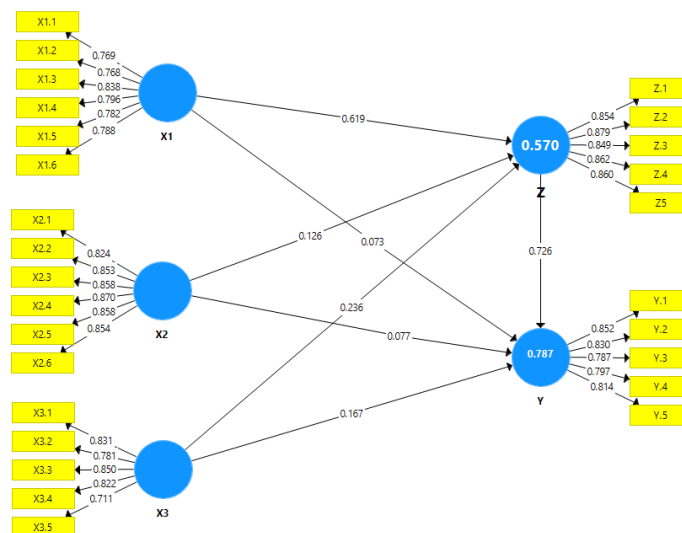 X1.1
X1.2
X1.3
X1.4
X1.5
X1.6
0.769
0.768
0.838
0.796
0.782
0.788
X1
0.619
0.126
0.073
0.236
0.726
0.077
0.167
0.570
Z
0.854
0.879
0.849
0.862
0.860
Z.1
Z.2
Z.3
Z.4
Z5
X2.1
X2.2
X2.3
X2.4
X2.5
X2.6
0.824
0.853
0.858
0.870
0.858
0.854
X2
0.787
Y
0.852
0.830
0.787
0.797
0.814
Y.1
Y.2
Y.3
Y.4
Y.5
X3.1
X3.2
X3.3
X3.4
X3.5
0.831
0.781
0.850
0.822
0.711
X3